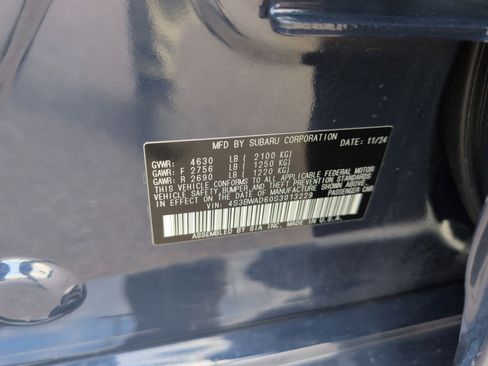 MFD BY SUBARU CORPORATION DATE: 11/24
GVWR: 4630 LB ( 2100 KG)
GAWR: F 2756 LB ( 1250 KG)
GAWR: R 2690 LB ( 1220 KG)
THIS VEHICLE CONFORMS TO ALL APPLICABLE FEDERAL MOTOR
VEHICLE SAFETY, BUMPER, AND THEFT PREVENTION STANDARDS
IN EFFECT ON THE DATE OF MANUFACTURE SHOWN ABOVE.
VIN: 4S3BWAD60S3013229 PASSENGER CAR
ASSEMBLED BY SIA INC. MADE IN U.S.A.